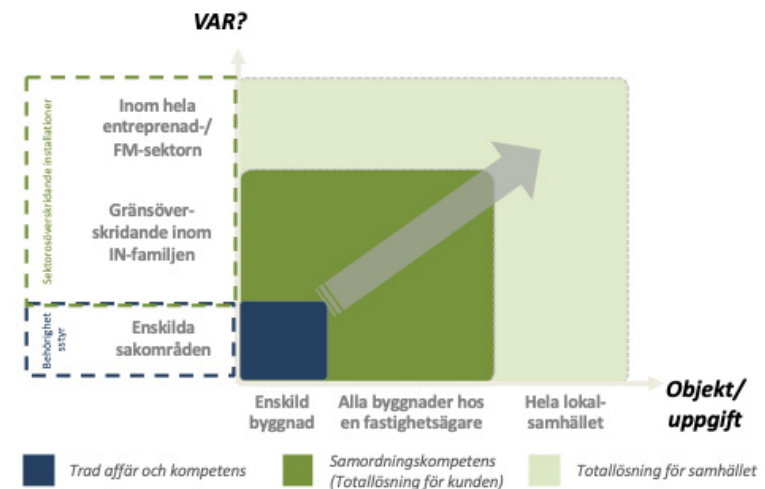 VAR?
Sektorosöverskridande installationer
Inom hela
entreprenad-/
FM-sektorn
Gränsöver-
skridande inom
IN-familjen
Behörighet
sstyr
Enskilda
sakområden
Enskild
byggnad
Alla byggnader hos
en fastighetsägare
Hela lokal-
samhället
Objekt/
uppgift
Trad affär och kompetens
Samordningskompetens
(Totallösning för kunden)
Totallösning för samhället